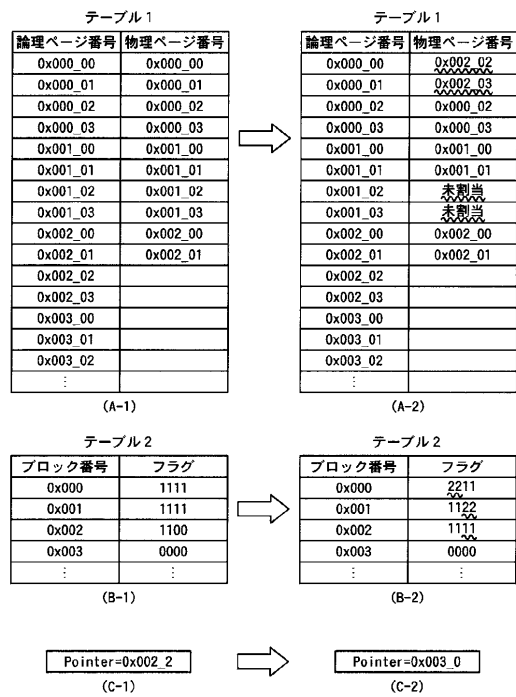 テーブル1
論理ページ番号 物理ページ番号
0x000_00 0x000_00
0x000_01 0x000_01
0x000_02 0x000_02
0x000_03 0x000_03
0x001_00 0x001_00
0x001_01 0x001_01
0x001_02 0x001_02
0x001_03 0x001_03
0x002_00 0x002_00
0x002_01 0x002_01
0x002_02
0x002_03
0x003_00
0x003_01
0x003_02
⋮
(A-1)
テーブル1
論理ページ番号 物理ページ番号
0x000_00 0x002_02
0x000_01 0x002_03
0x000_02 0x000_02
0x000_03 0x000_03
0x001_00 0x001_00
0x001_01 0x001_01
0x001_02 未割当
0x001_03 未割当
0x002_00 0x002_00
0x002_01 0x002_01
0x002_02
0x002_03
0x003_00
0x003_01
0x003_02
⋮
(A-2)
テーブル2
ブロック番号 フラグ
0x000 1111
0x001 1111
0x002 1100
0x003 0000
⋮ ⋮
(B-1)
テーブル2
ブロック番号 フラグ
0x000 2211
0x001 1122
0x002 1111
0x003 0000
⋮ ⋮
(B-2)
Pointer=0x002_2
(C-1)
Pointer=0x003_0
(C-2)